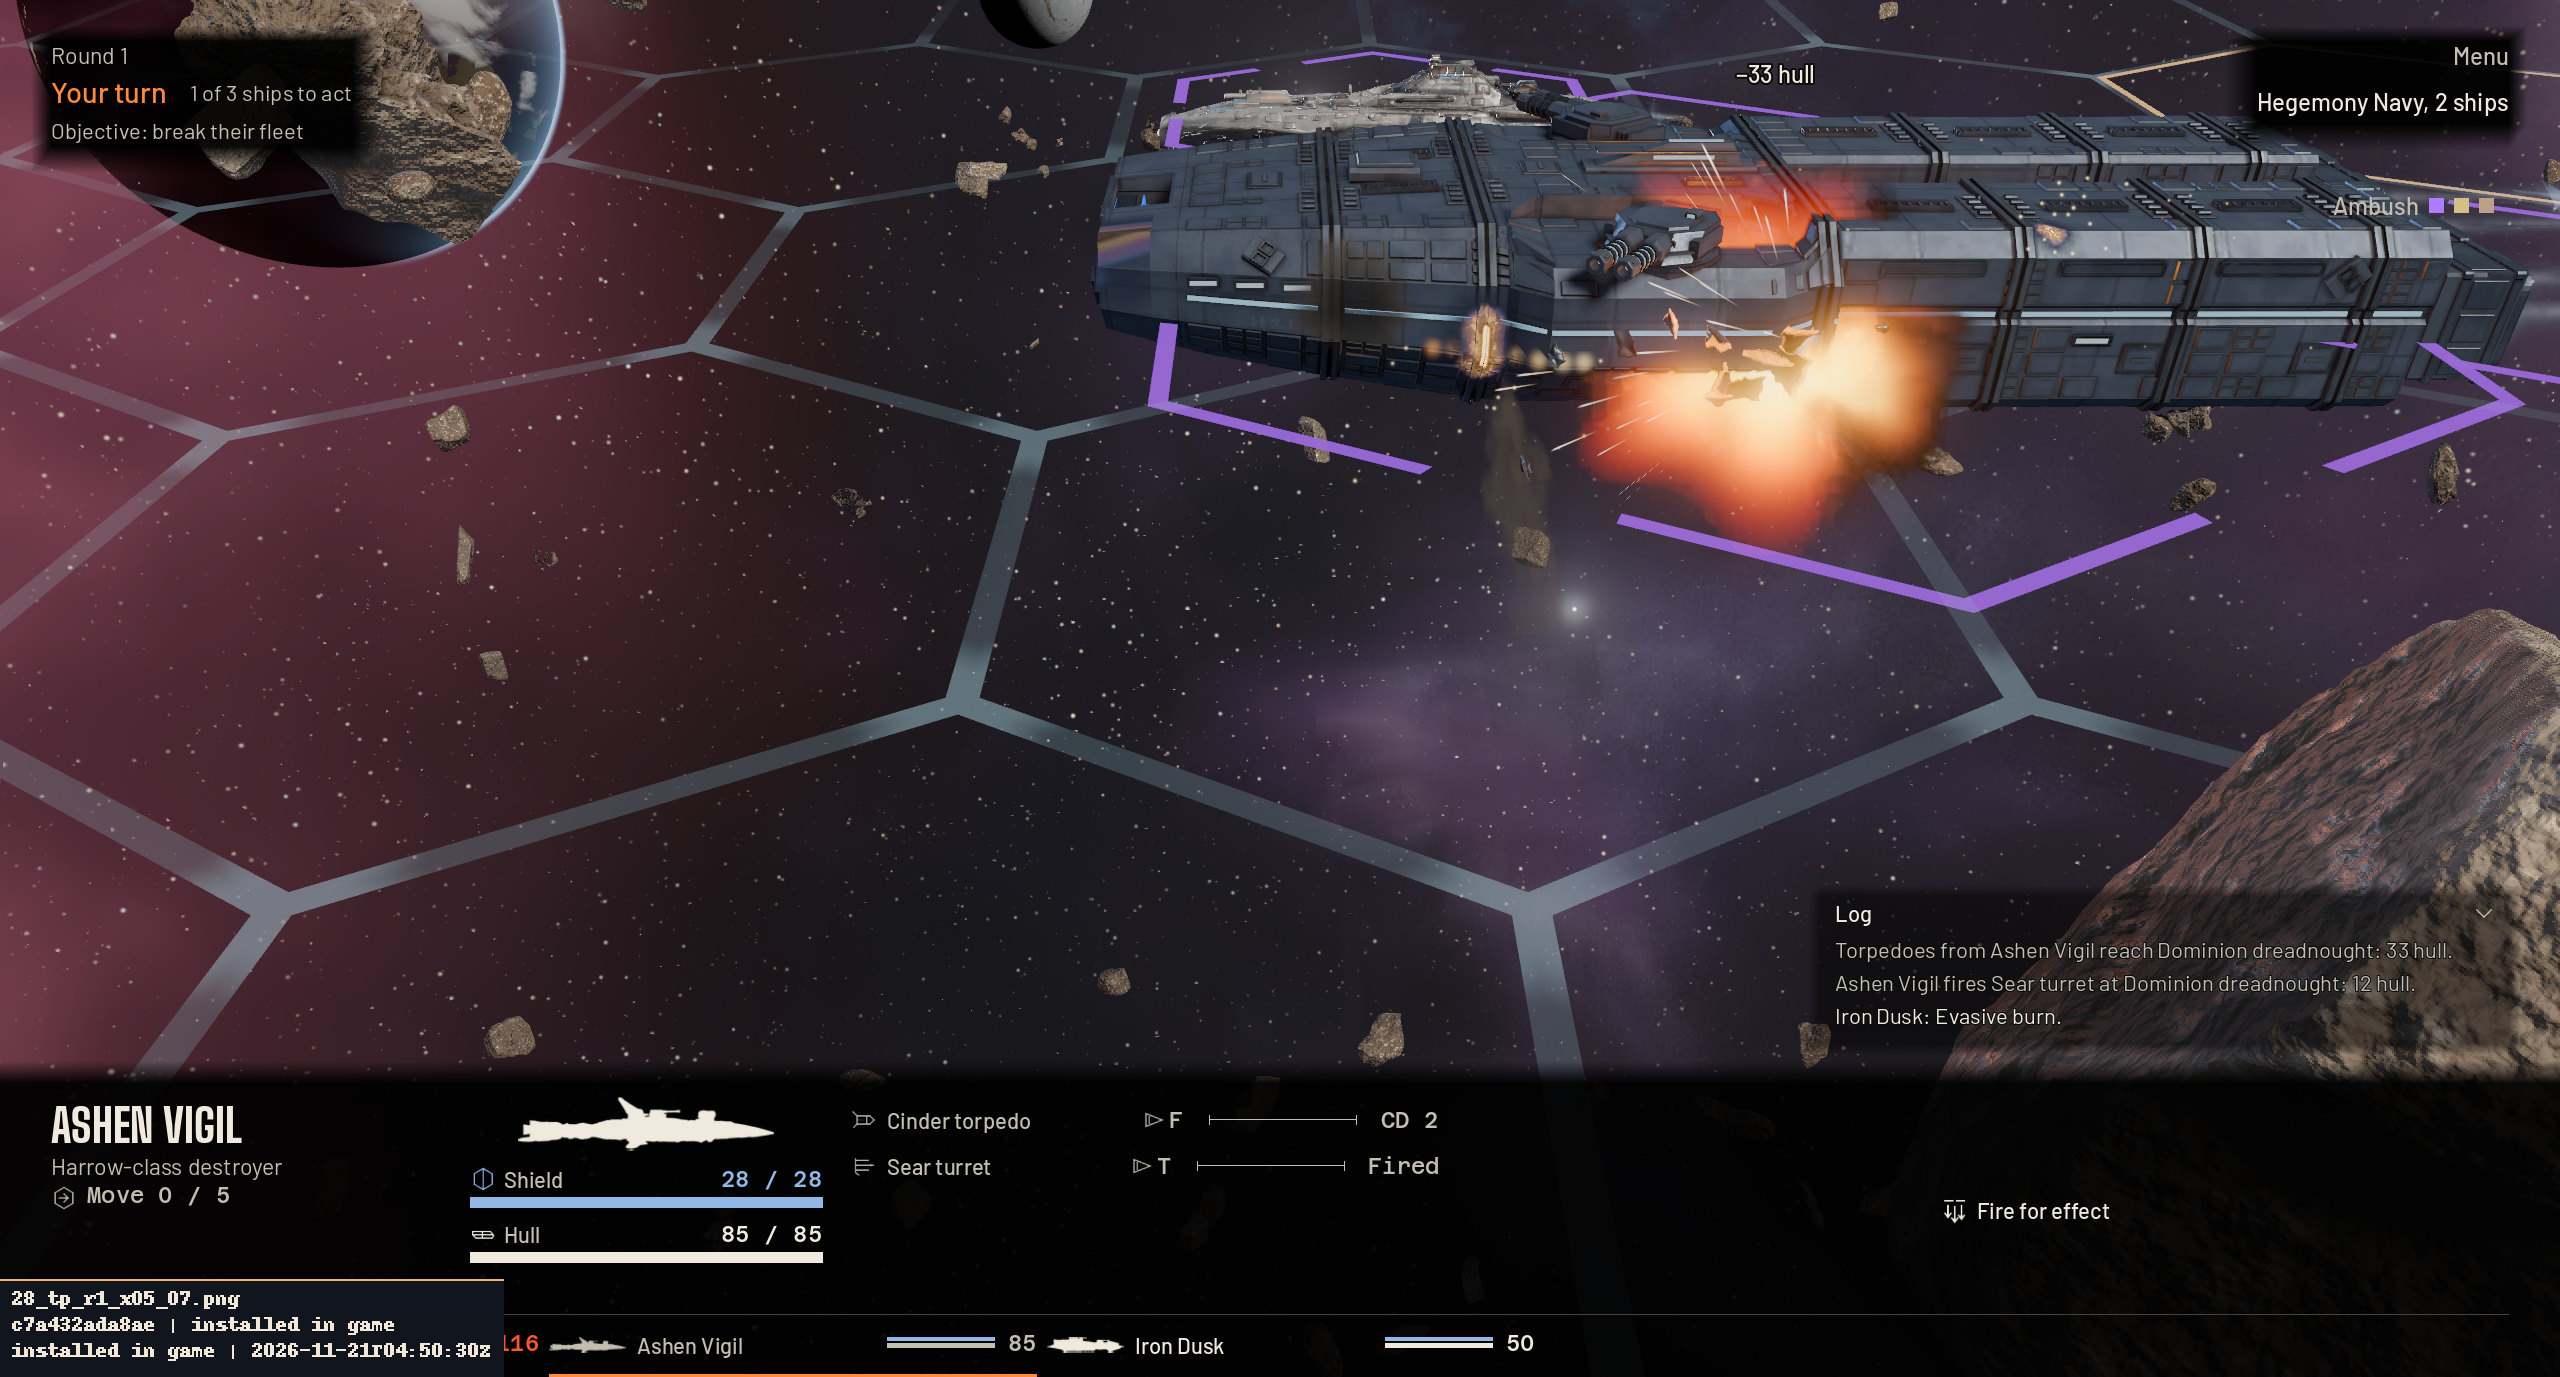 Round 1
Your turn 1 of 3 ships to act
Objective: break their fleet
−33 hull
Menu
Hegemony Navy, 2 ships
Ambush
Log
Torpedoes from Ashen Vigil reach Dominion dreadnought: 33 hull.
Ashen Vigil fires Sear turret at Dominion dreadnought: 12 hull.
Iron Dusk: Evasive burn.
ASHEN VIGIL
Harrow-class destroyer
Move 0 / 5
Shield 28 / 28
Hull 85 / 85
Cinder torpedo F CD 2
Sear turret T Fired
Fire for effect
28_tp_r1_x05_07.png
c7a432ada8ae | installed in game
installed in game | 2026-11-21r04:50:30z
116 Ashen Vigil 85 Iron Dusk 50